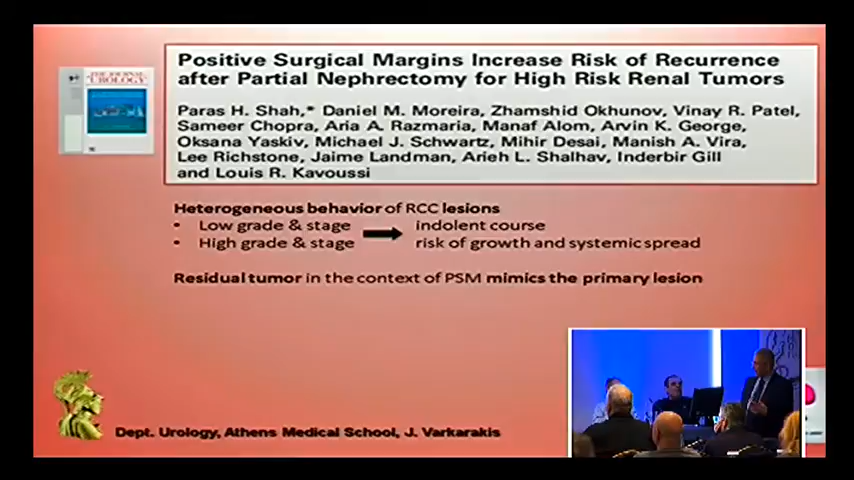 THE JOURNAL
UROLOGY
Positive Surgical Margins Increase Risk of Recurrence
after Partial Nephrectomy for High Risk Renal Tumors
Paras H. Shah,* Daniel M. Moreira, Zhamshid Okhunov, Vinay R. Patel,
Sameer Chopra, Aria A. Razmaria, Manaf Alom, Arvin K. George,
Oksana Yaskiv, Michael J. Schwartz, Mihir Desai, Manish A. Vira,
Lee Richstone, Jaime Landman, Arieh L. Shalhav, Inderbir Gill
and Louis R. Kavoussi
Heterogeneous behavior of RCC lesions
• Low grade & stage indolent course
• High grade & stage risk of growth and systemic spread
Residual tumor in the context of PSM mimics the primary lesion
Dept. Urology, Athens Medical School, J. Varkarakis